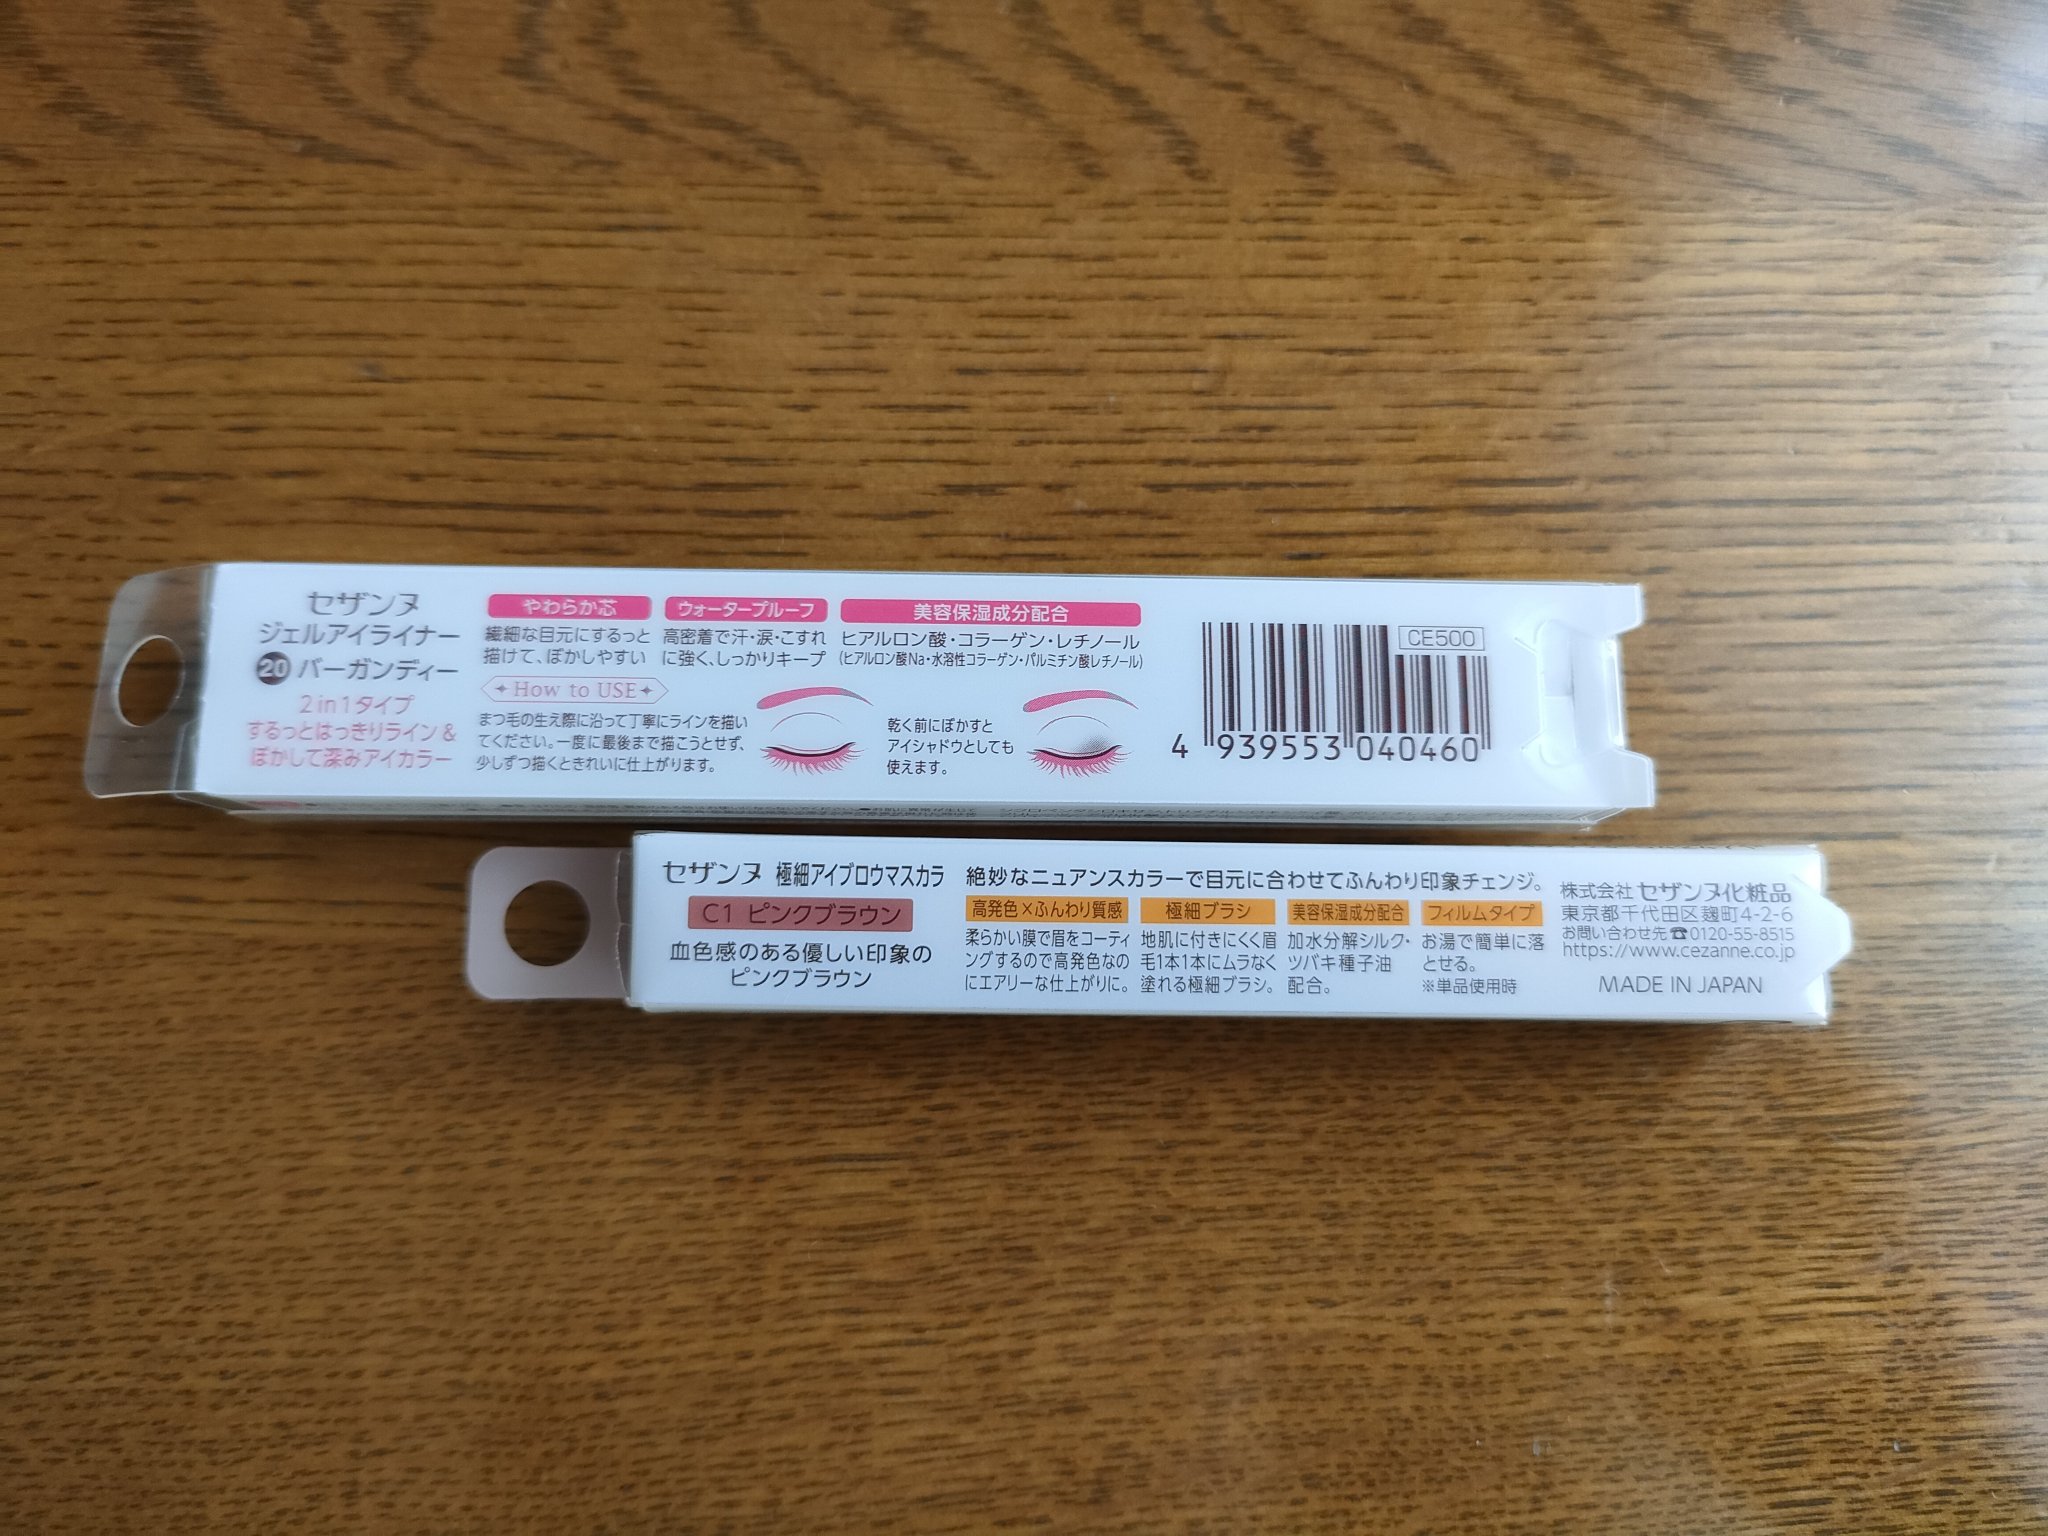 セザンヌ
ジェルアイライナー
20 バーガンディー
2in1タイプ
するっとはっきりライン&
ぼかして深みアイカラー
やわらか芯
繊細な目元にするっと
描けて、ぼかしやすい
ウォータープルーフ
高密着で汗・涙・こすれ
に強く、しっかりキープ
美容保湿成分配合
ヒアルロン酸・コラーゲン・レチノール
(ヒアルロン酸Na・水溶性コラーゲン・パルミチン酸レチノール)
How to USE
まつ毛の生え際に沿って丁寧にラインを描い
てください。一度に最後まで描こうとせず、
少しずつ描くときれいに仕上がります。
乾く前にぼかすと
アイシャドウとしても
使えます。
CE500
4 939553 040460
セザンヌ 極細アイブロウマスカラ
C1 ピンクブラウン
血色感のある優しい印象の
ピンクブラウン
絶妙なニュアンスカラーで目元に合わせてふんわり印象チェンジ。
高発色×ふんわり質感
柔らかい膜で眉をコーティ
ングするので高発色なの
にエアリーな仕上がりに。
極細ブラシ
地肌に付きにくく眉
毛1本1本にムラなく
塗れる極細ブラシ。
美容保湿成分配合
加水分解シルク・
ツバキ種子油
配合。
フィルムタイプ
お湯で簡単に落
とせる。
※単品使用時
株式会社 セザンヌ化粧品
東京都千代田区麹町4-2-6
お問い合わせ先☎0120-55-8515
https://www.cezanne.co.jp
MADE IN JAPAN